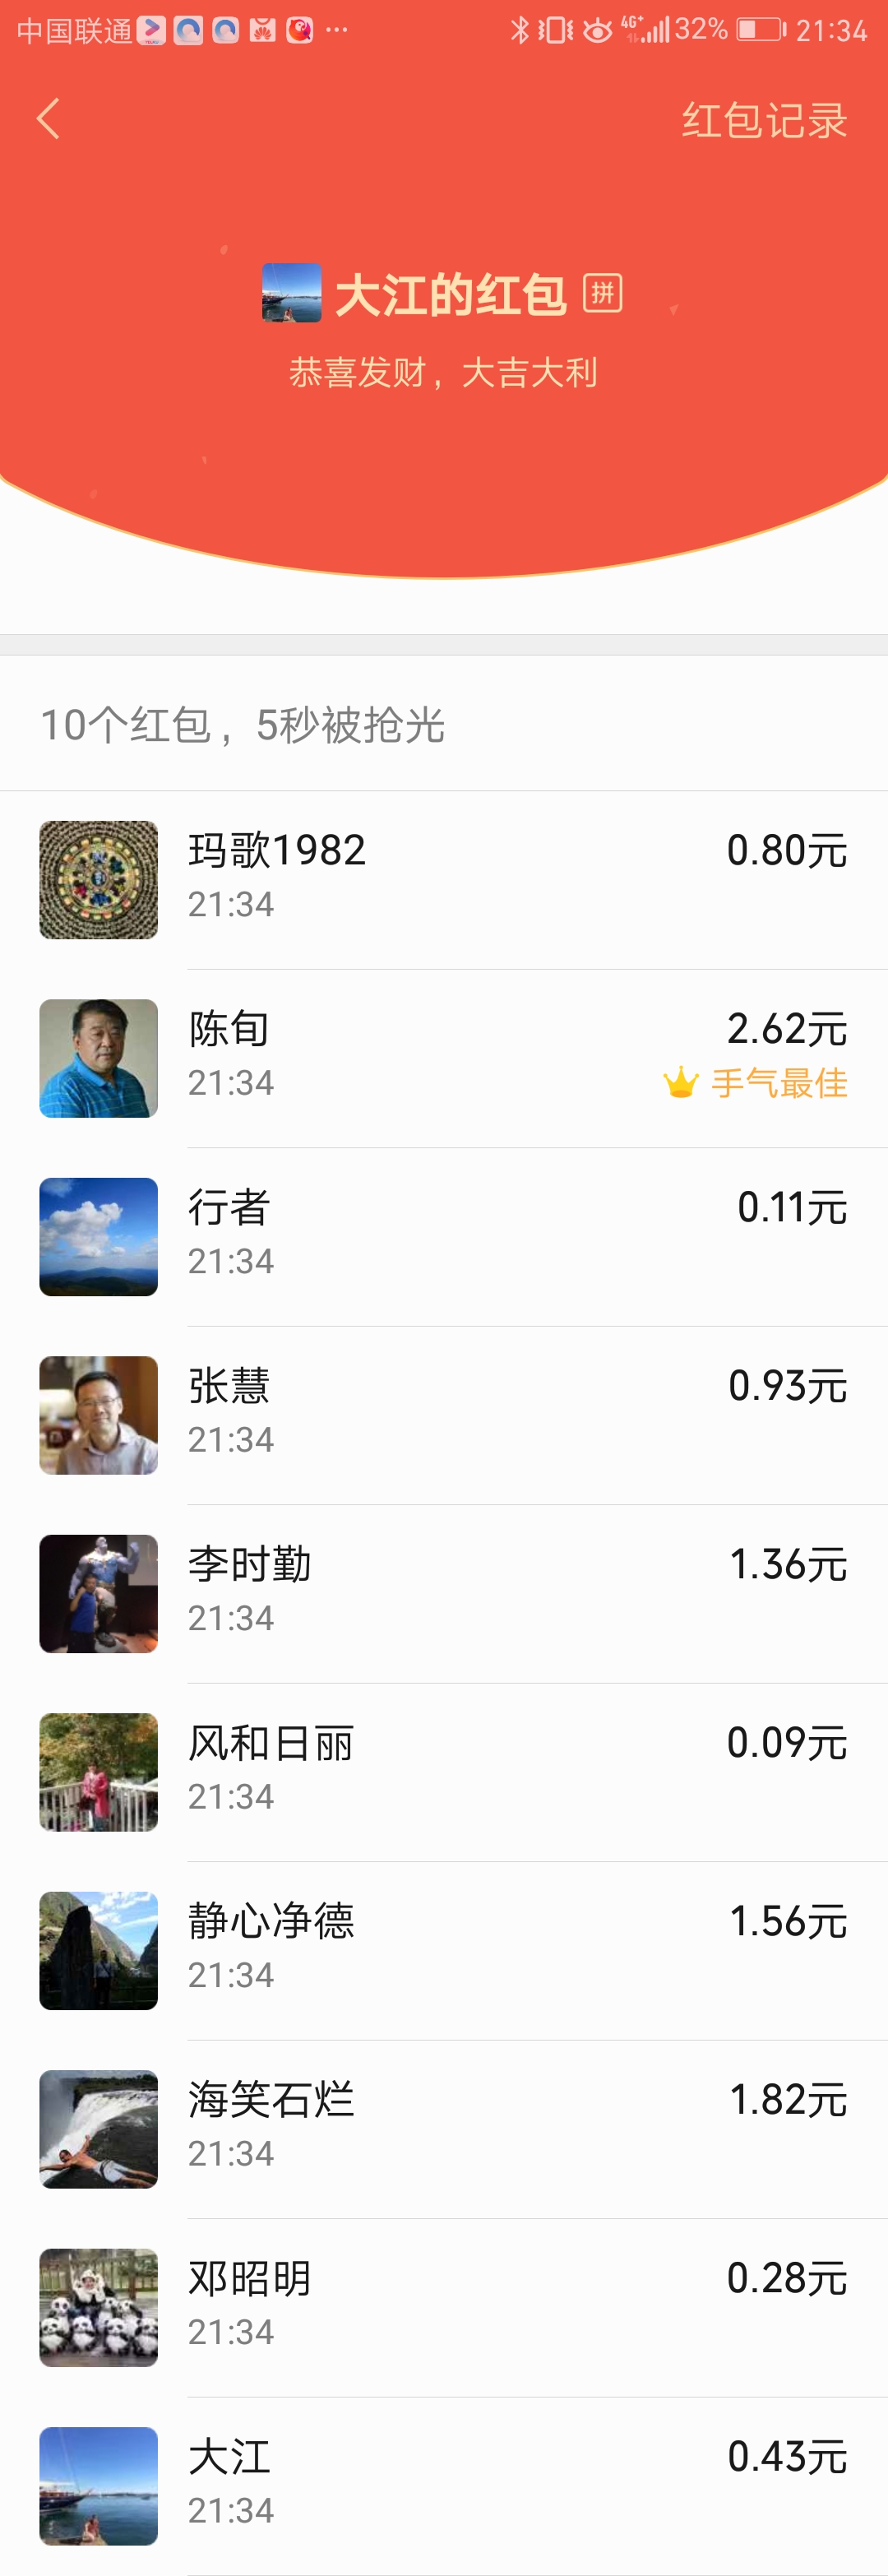 中国联通 4G+ 32% 21:34
红包记录
大江的红包 拼
恭喜发财，大吉大利
10个红包，5秒被抢光
玛歌1982 0.80元
21:34
陈旬 2.62元
21:34 手气最佳
行者 0.11元
21:34
张慧 0.93元
21:34
李时勤 1.36元
21:34
风和日丽 0.09元
21:34
静心净德 1.56元
21:34
海笑石烂 1.82元
21:34
邓昭明 0.28元
21:34
大江 0.43元
21:34